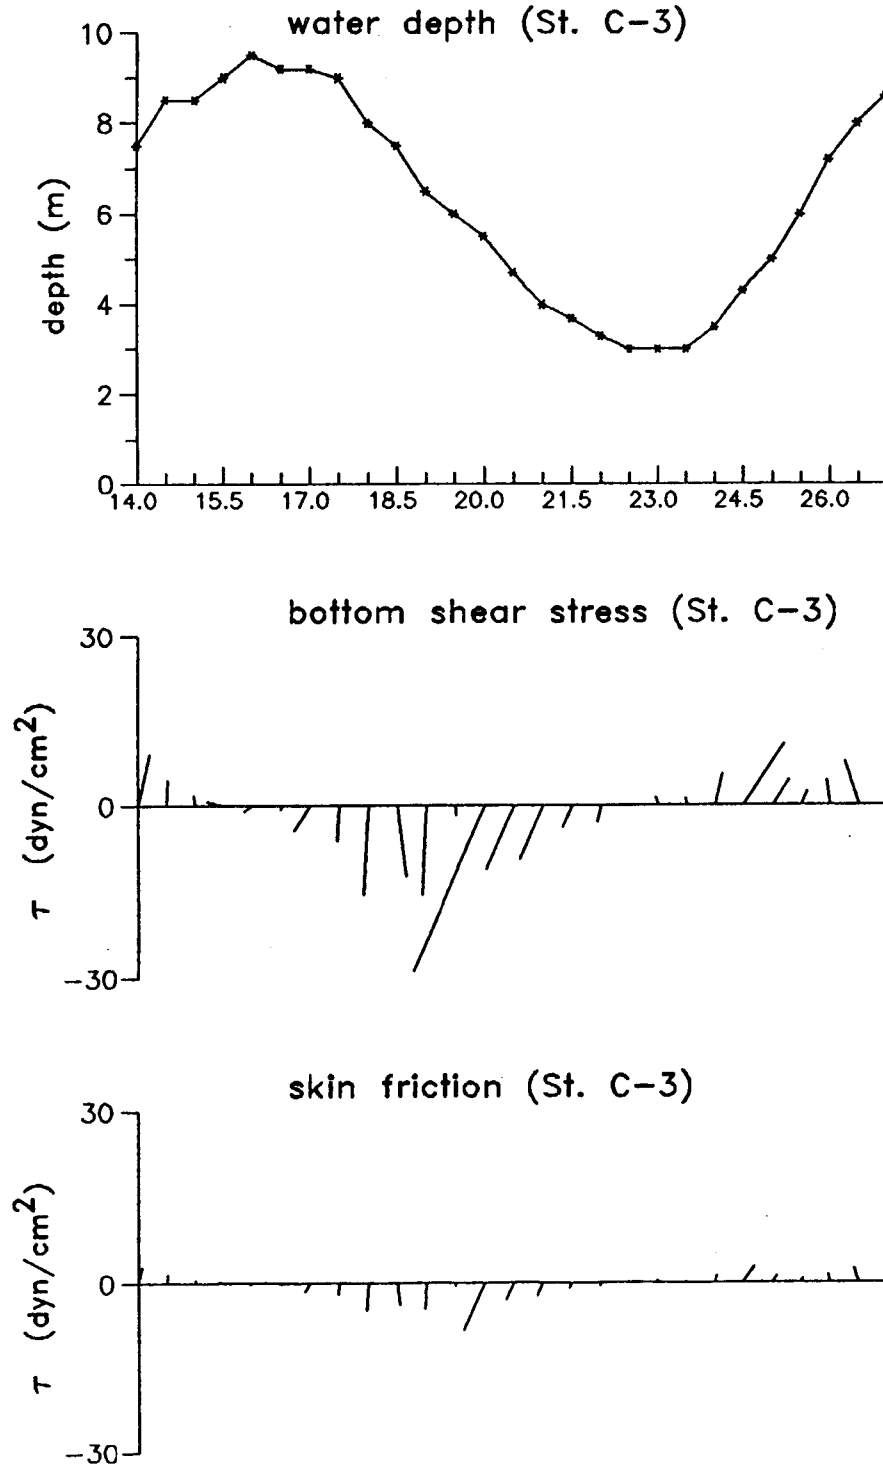 water depth (St. C-3)
10
8
6
4
2
0
depth (m)
14.0 15.5 17.0 18.5 20.0 21.5 23.0 24.5 26.0
bottom shear stress (St. C-3)
30
0
-30
τ (dyn/cm²)
skin friction (St. C-3)
30
0
-30
τ (dyn/cm²)